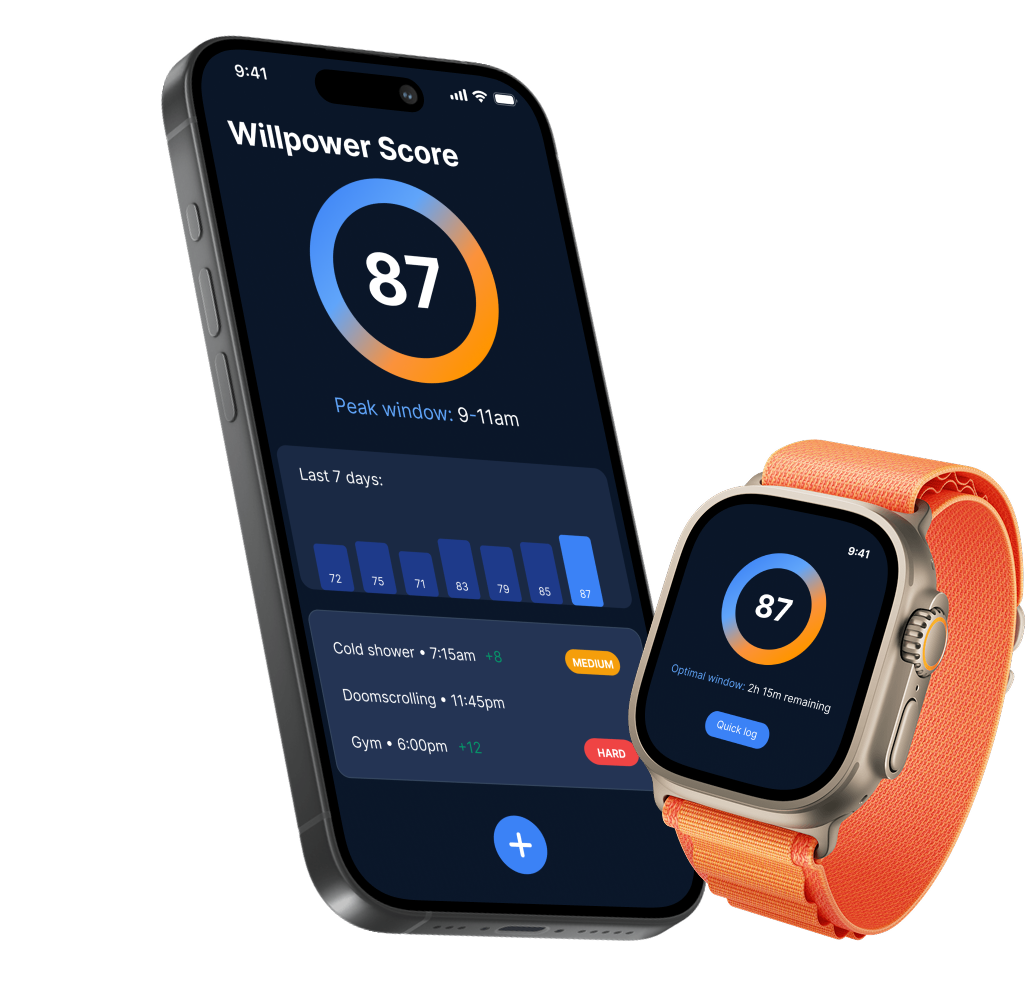 9:41
Willpower Score
87
Peak window: 9-11am
Last 7 days:
72 75 71 83 79 85 87
Cold shower • 7:15am +8 MEDIUM
Doomscrolling • 11:45pm
Gym • 6:00pm +12 HARD
9:41
87
Optimal window: 2h 15m remaining
Quick log